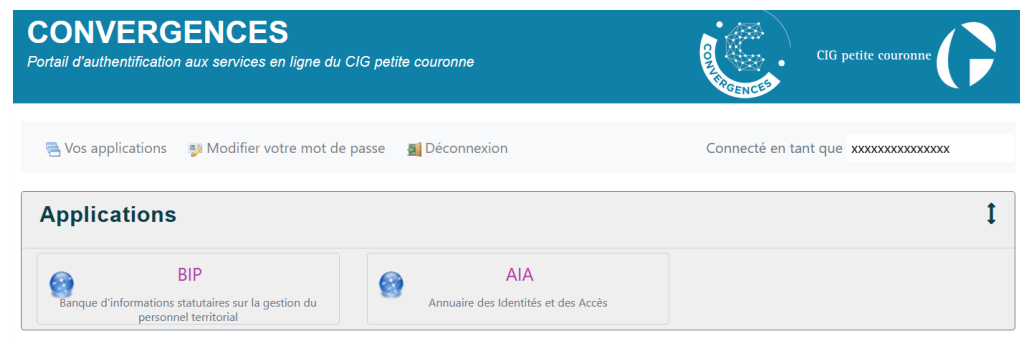 CONVERGENCES
Portail d'authentification aux services en ligne du CIG petite couronne
CONVERGENCES
CIG petite couronne
Vos applications
Modifier votre mot de passe
Déconnexion
Connecté en tant que xxxxxxxxxxxxxxx
Applications
BIP
Banque d'informations statutaires sur la gestion du
personnel territorial
AIA
Annuaire des Identités et des Accès